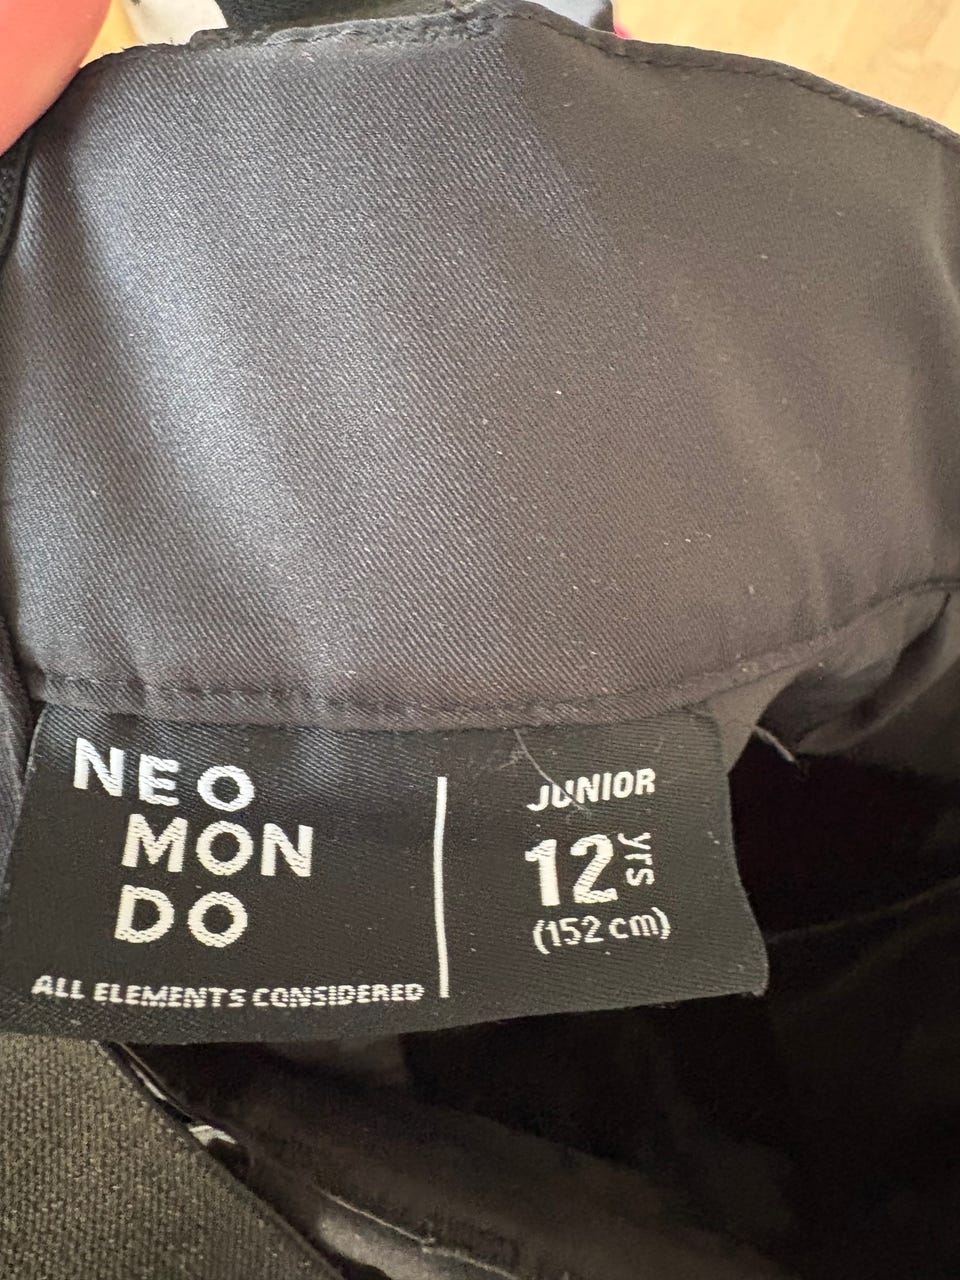 NEO
MON
DO
ALL ELEMENTS CONSIDERED
JUNIOR
12 yrs
(152 cm)